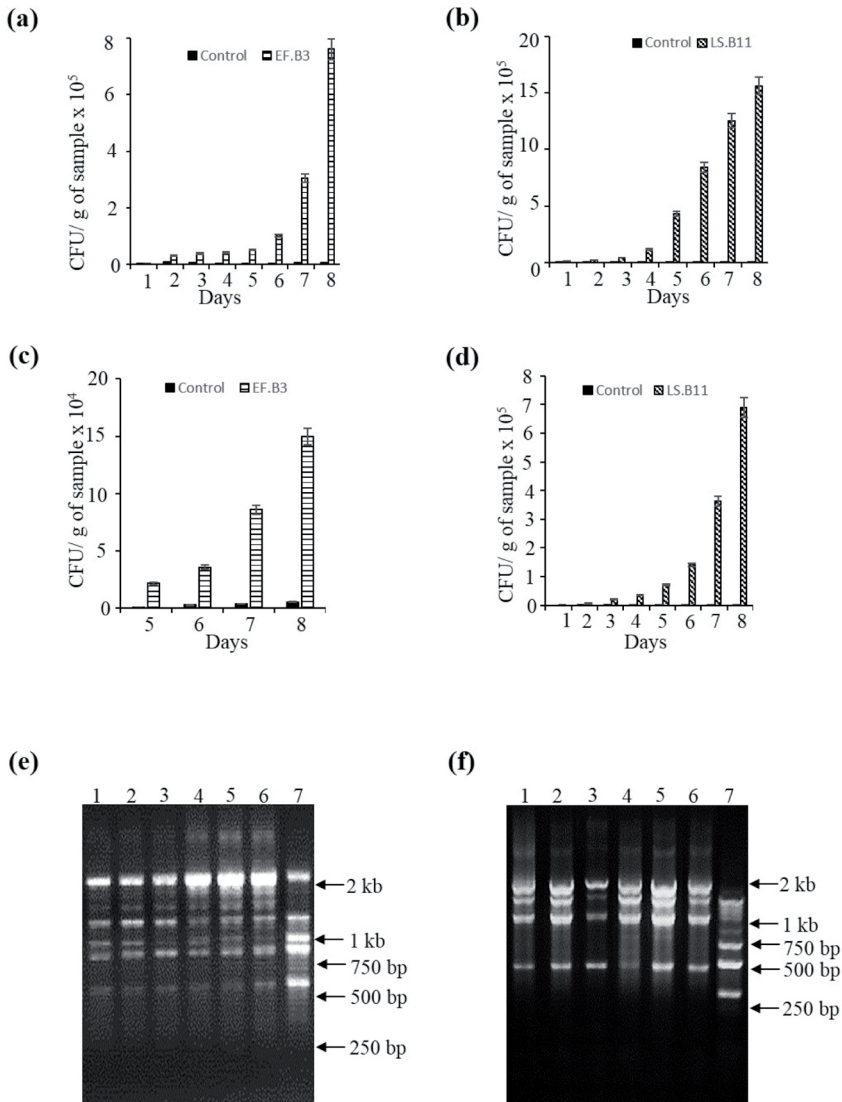 (a)
Control EF.B3
CFU/ g of sample x 10⁵
8
6
4
2
0
1 2 3 4 5 6 7 8
Days
(b)
Control LS.B11
CFU/ g of sample x 10⁵
20
15
10
5
0
1 2 3 4 5 6 7 8
Days
(c)
Control EF.B3
CFU/ g of sample x 10⁴
20
15
10
5
0
5 6 7 8
Days
(d)
Control LS.B11
CFU/ g of sample x 10⁵
8
7
6
5
4
3
2
1
0
1 2 3 4 5 6 7 8
Days
(e)
1 2 3 4 5 6 7
2 kb
1 kb
750 bp
500 bp
250 bp
(f)
1 2 3 4 5 6 7
2 kb
1 kb
750 bp
500 bp
250 bp